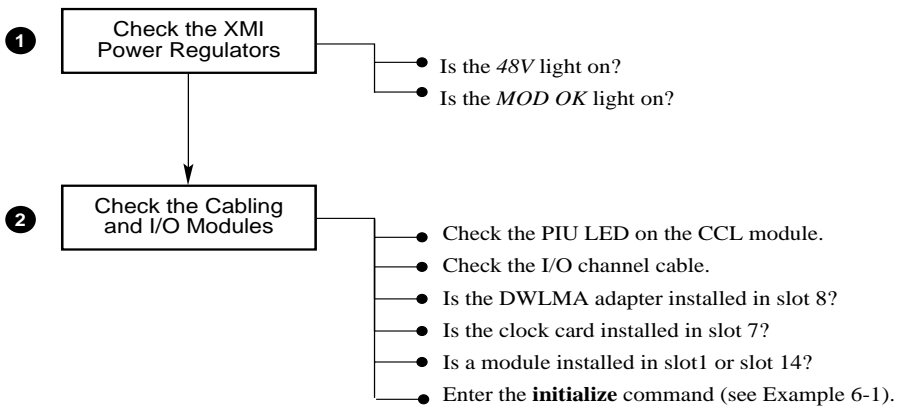 1
Check the XMI
Power Regulators
Is the 48V light on?
Is the MOD OK light on?
2
Check the Cabling
and I/O Modules
Check the PIU LED on the CCL module.
Check the I/O channel cable.
Is the DWLMA adapter installed in slot 8?
Is the clock card installed in slot 7?
Is a module installed in slot1 or slot 14?
Enter the initialize command (see Example 6-1).